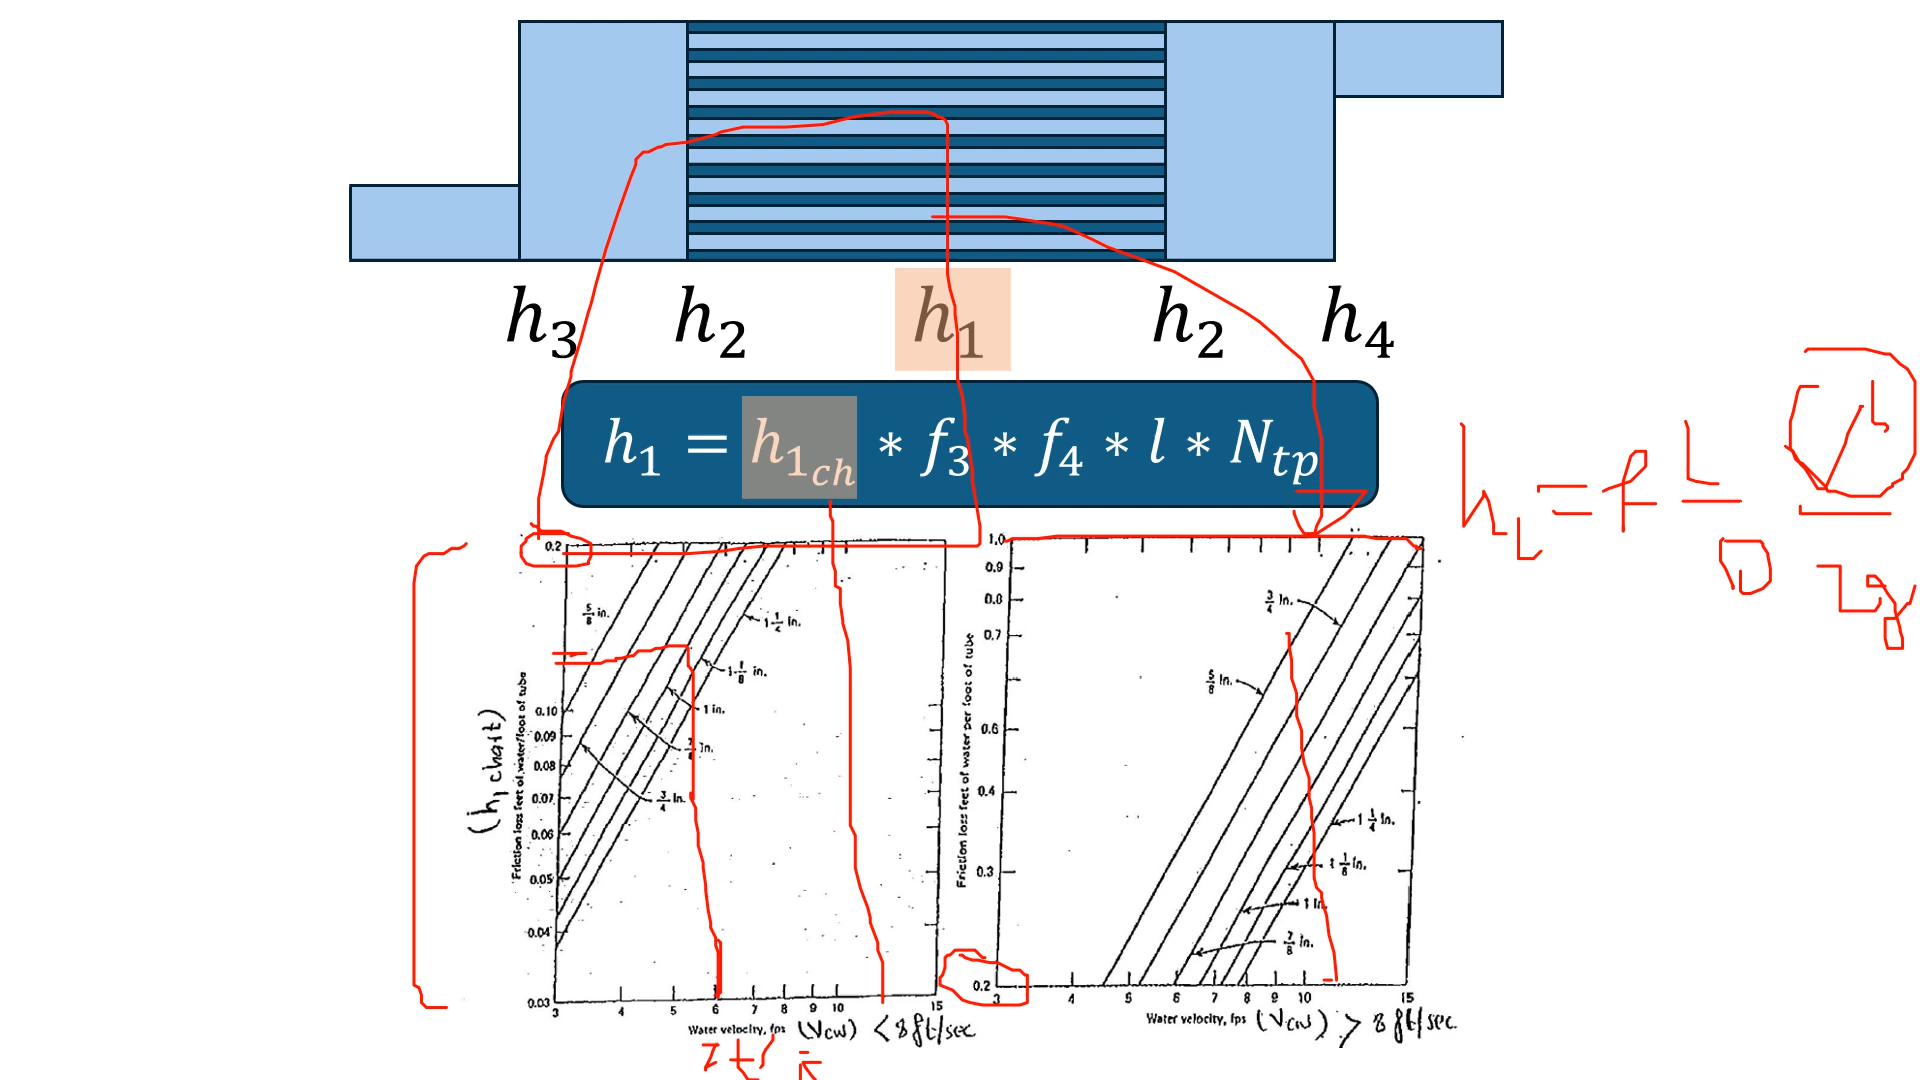 h₃ h₂ h₁ h₂ h₄
h₁ = h₁ch * f₃ * f₄ * l * Nₜₚ
h_L = f L/D V²/2g
(h₁ chart)
Friction loss feet of water/foot of tube
0.2
0.10
0.09
0.08
0.07
0.06
0.05
0.04
0.03
5/8 in.
1-1/4 in.
1-1/8 in.
1 in.
7/8 in.
3/4 in.
3 4 5 6 7 8 9 10 15
Water velocity, fps (Vcw) < 8 ft/sec
Friction loss feet of water per foot of tube
1.0
0.9
0.8
0.7
0.6
0.4
0.3
0.2
3/4 in.
5/8 in.
1 1/4 in.
1 1/8 in.
1 in.
7/8 in.
3 4 5 6 7 8 9 10 15
Water velocity, fps (Vcw) > 8 ft/sec